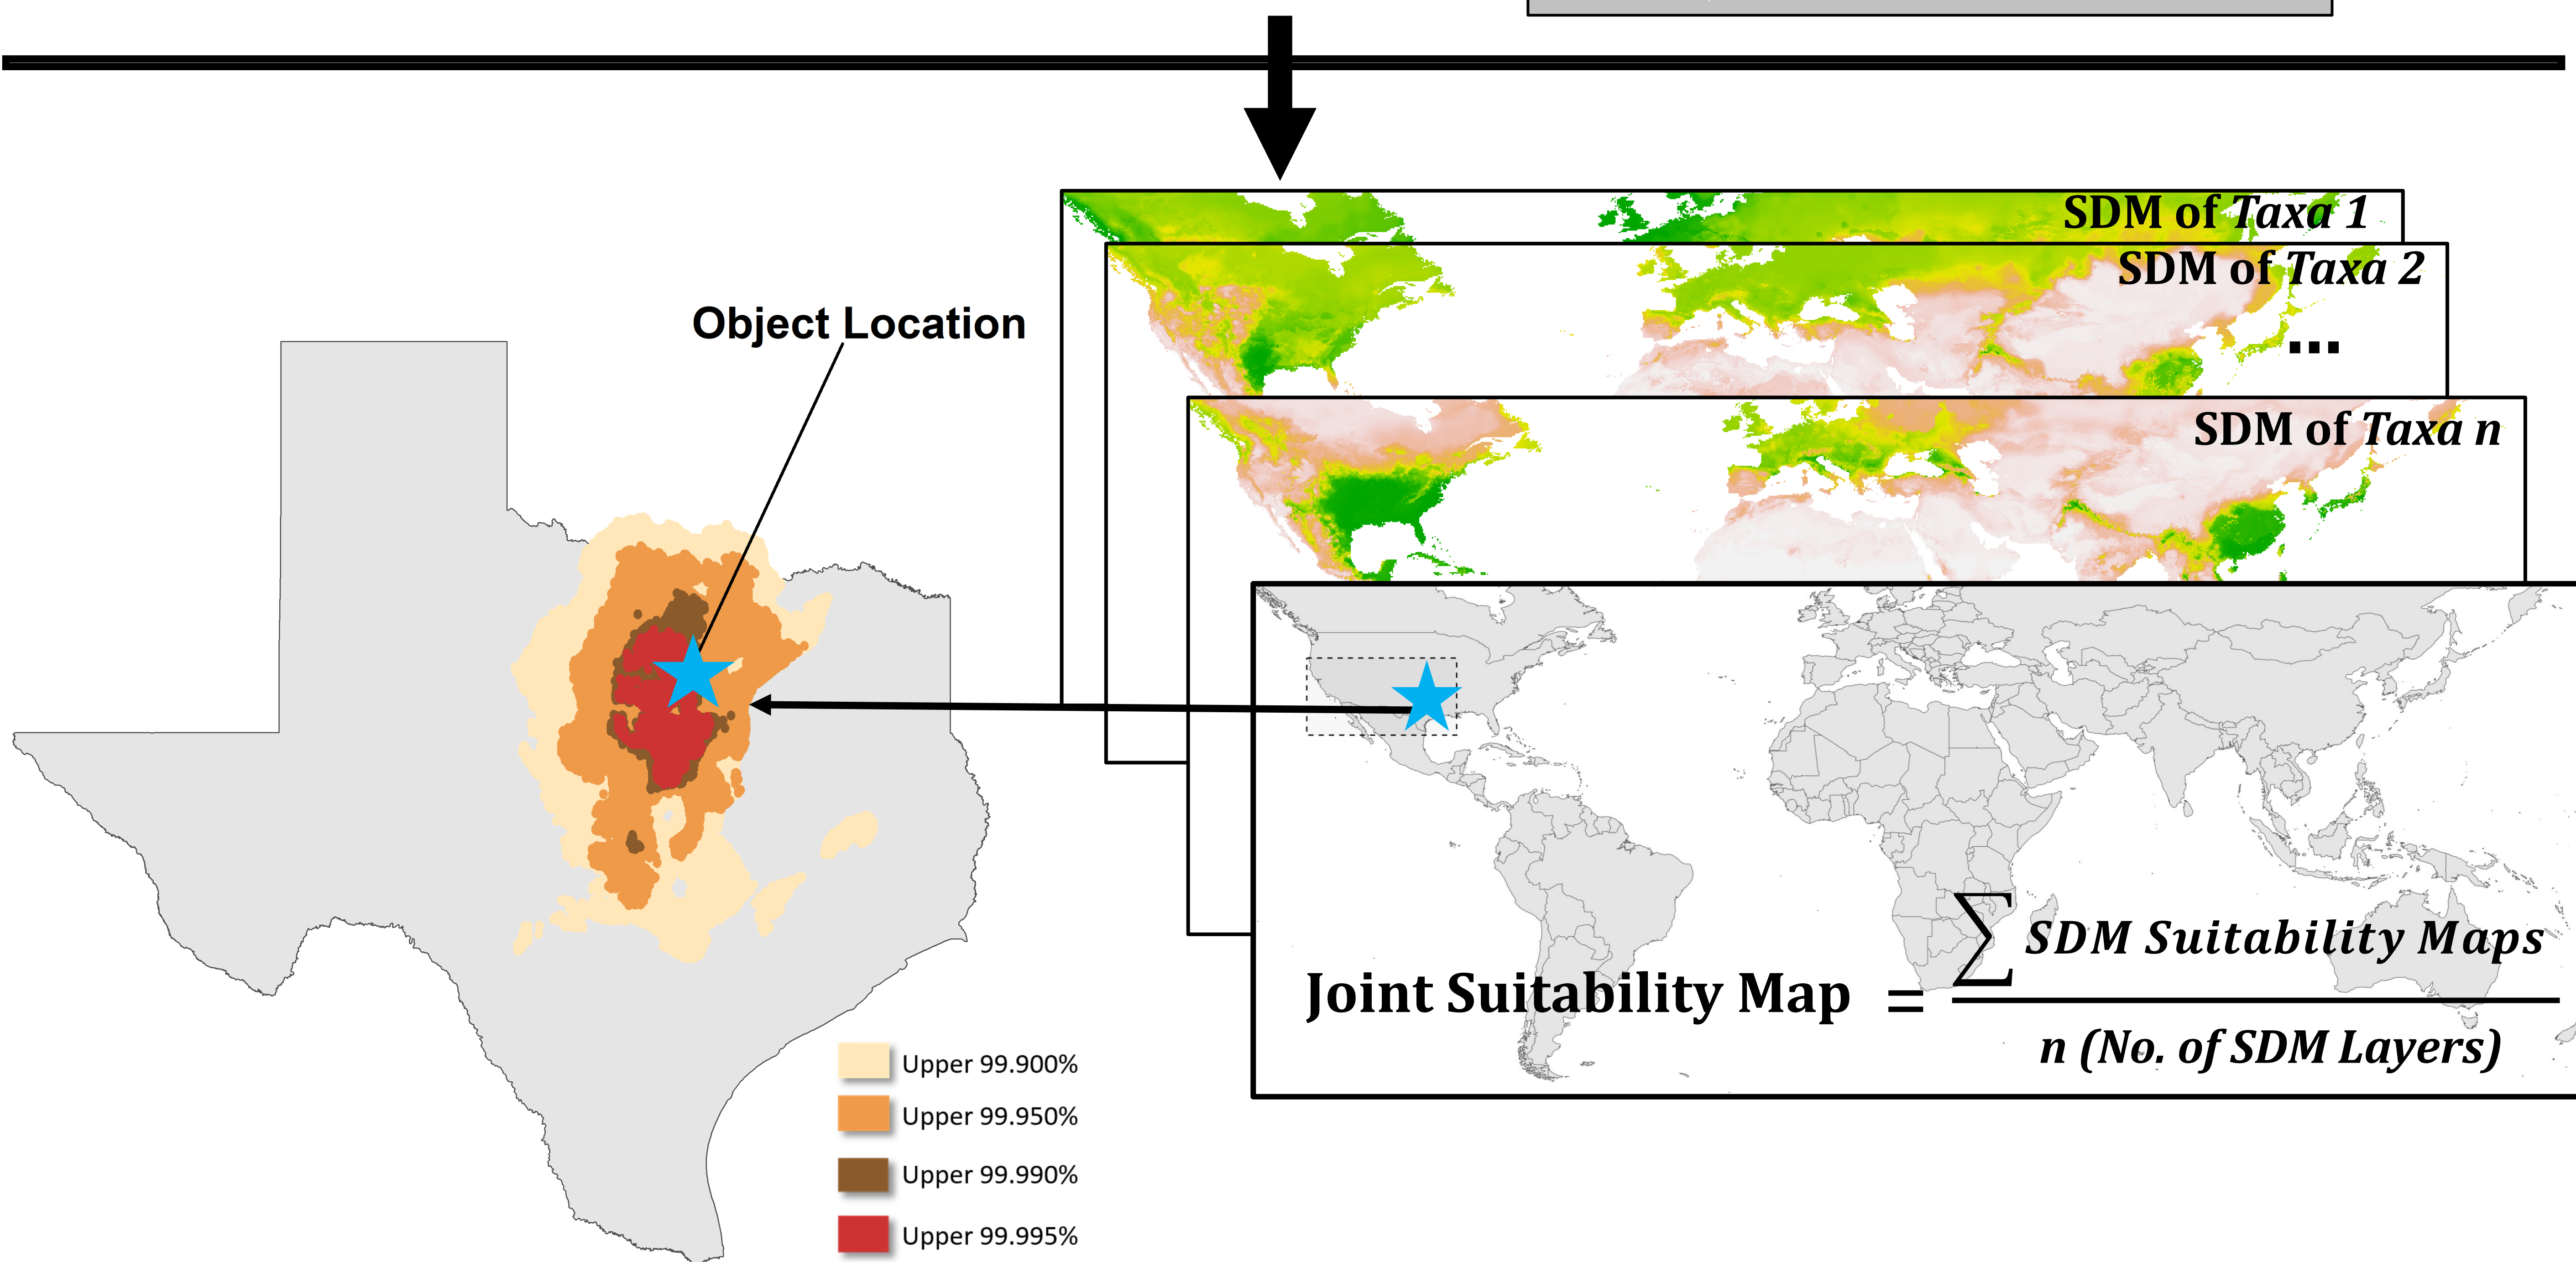 SDM of Taxa 1
SDM of Taxa 2
...
SDM of Taxa n
Object Location
∑ SDM Suitability Maps
Joint Suitability Map =
n (No. of SDM Layers)
Upper 99.900%
Upper 99.950%
Upper 99.990%
Upper 99.995%